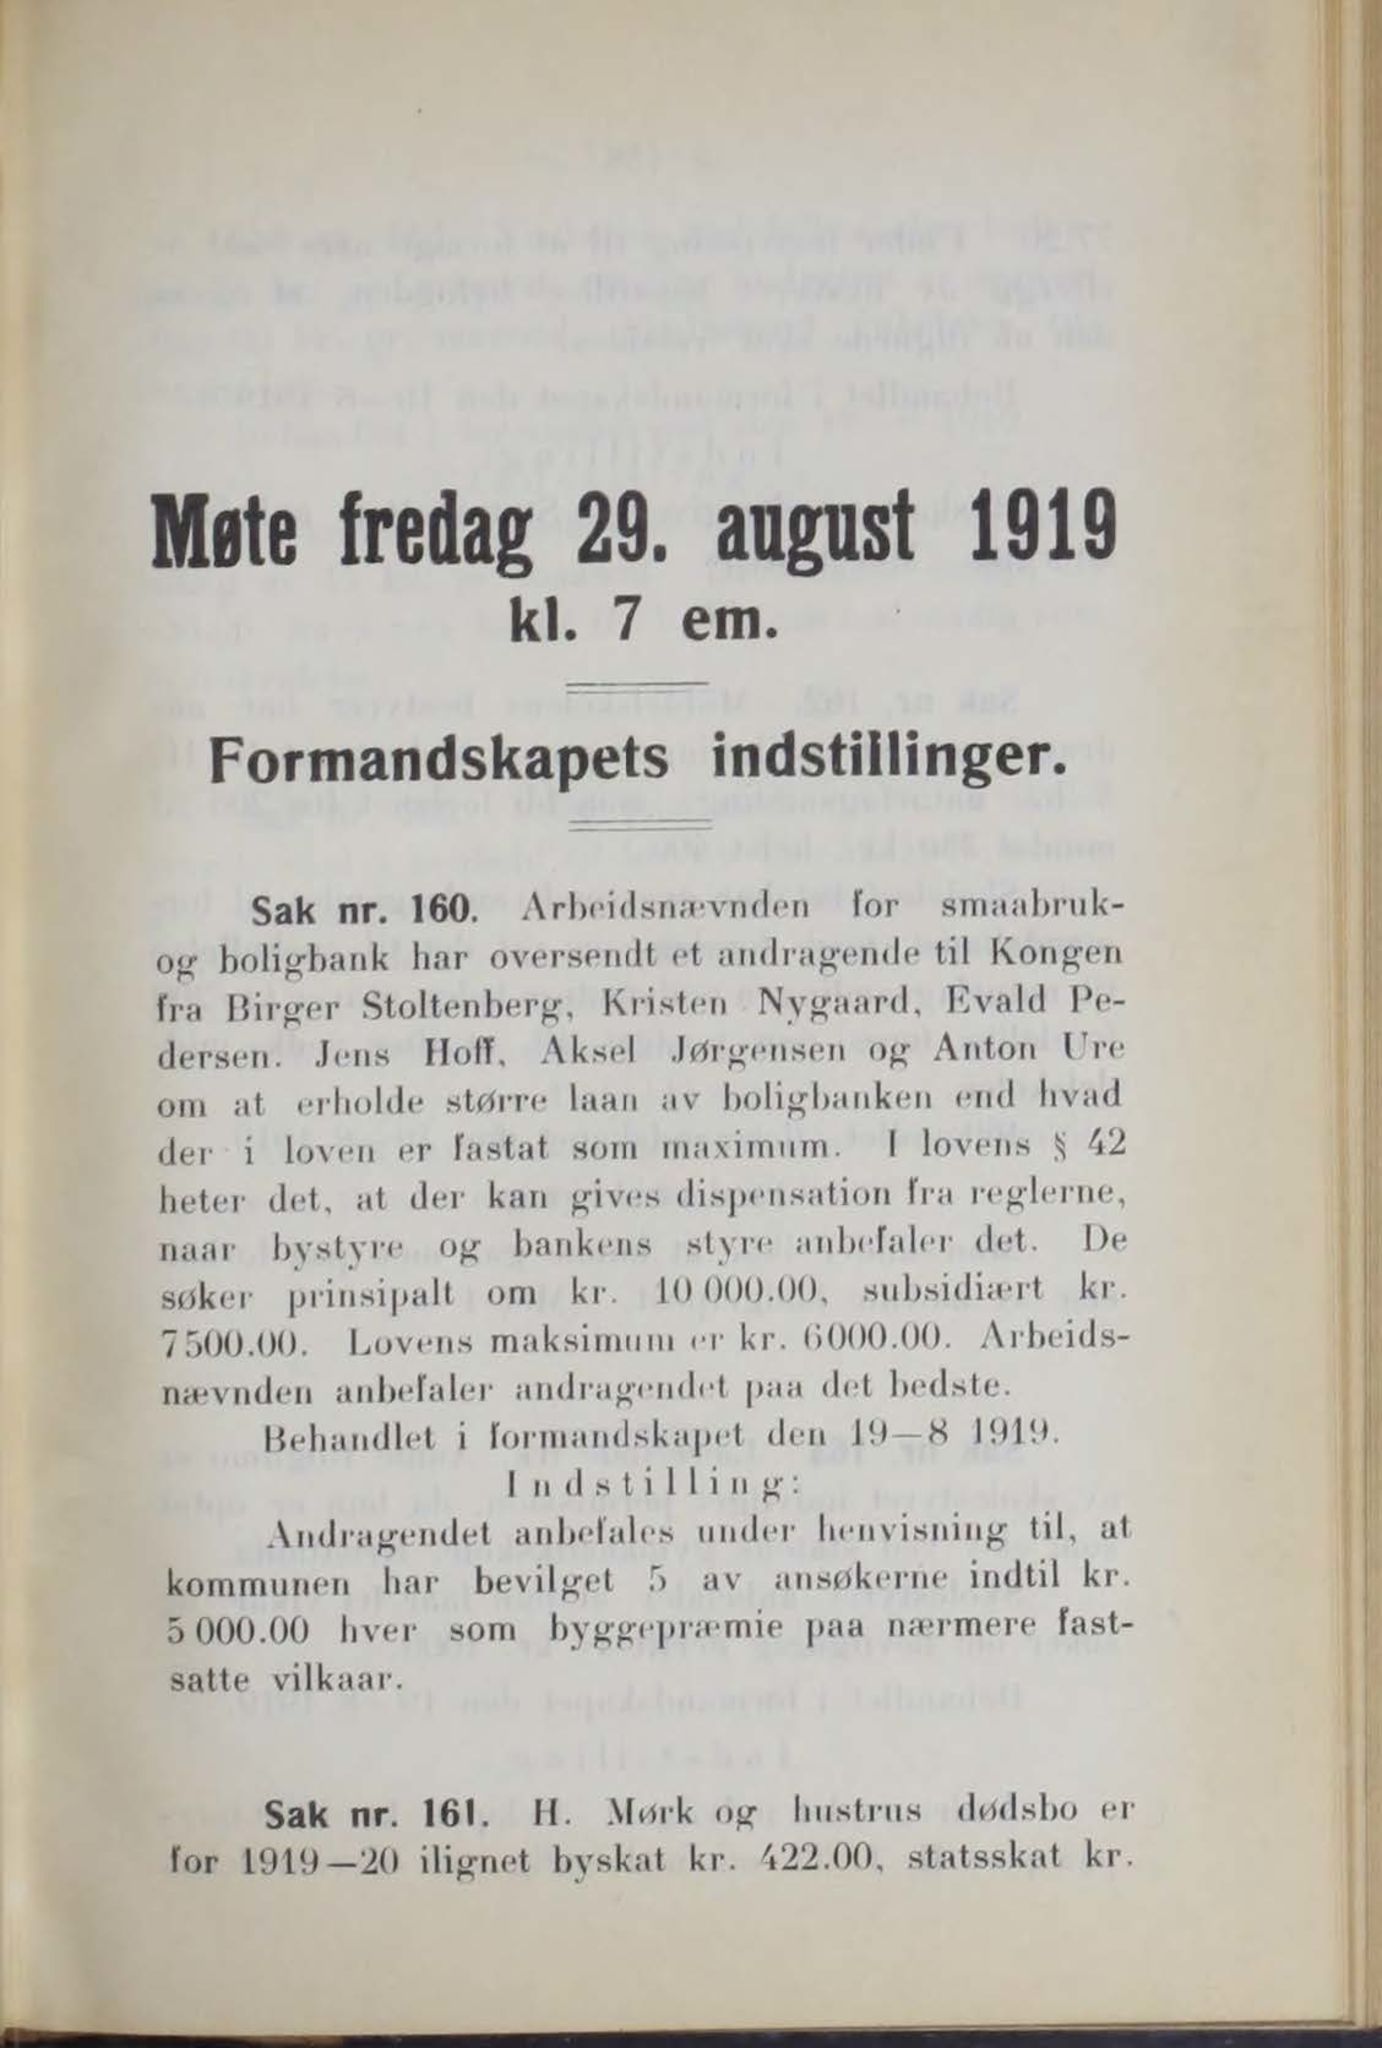 Møte fredag 29. august 1919
kl. 7 em.
Formandskapets indstillinger.
Sak nr. 160. Arbeidsnævnden for smaabruk-
og boligbank har oversendt et andragende til Kongen
fra Birger Stoltenberg, Kristen Nygaard, Evald Pe-
dersen. Jens Hoff, Aksel Jørgensen og Anton Ure
om at erholde større laan av boligbanken end hvad
der i loven er fastat som maximum. I lovens § 42
heter det, at der kan gives dispensation fra reglerne,
naar bystyre og bankens styre anbefaler det. De
søker prinsipalt om kr. 10 000.00, subsidiært kr.
7 500.00. Lovens maksimum er kr. 6000.00. Arbeids-
nævnden anbefaler andragendet paa det bedste.
Behandlet i formandskapet den 19—8 1919.
Indstilling:
Andragendet anbefales under henvisning til, at
kommunen har bevilget 5 av ansøkerne indtil kr.
5 000.00 hver som byggepræmie paa nærmere fast-
satte vilkaar.
Sak nr. 161. H. Mørk og hustrus dødsbo er
for 1919—20 ilignet byskat kr. 422.00, statsskat kr.